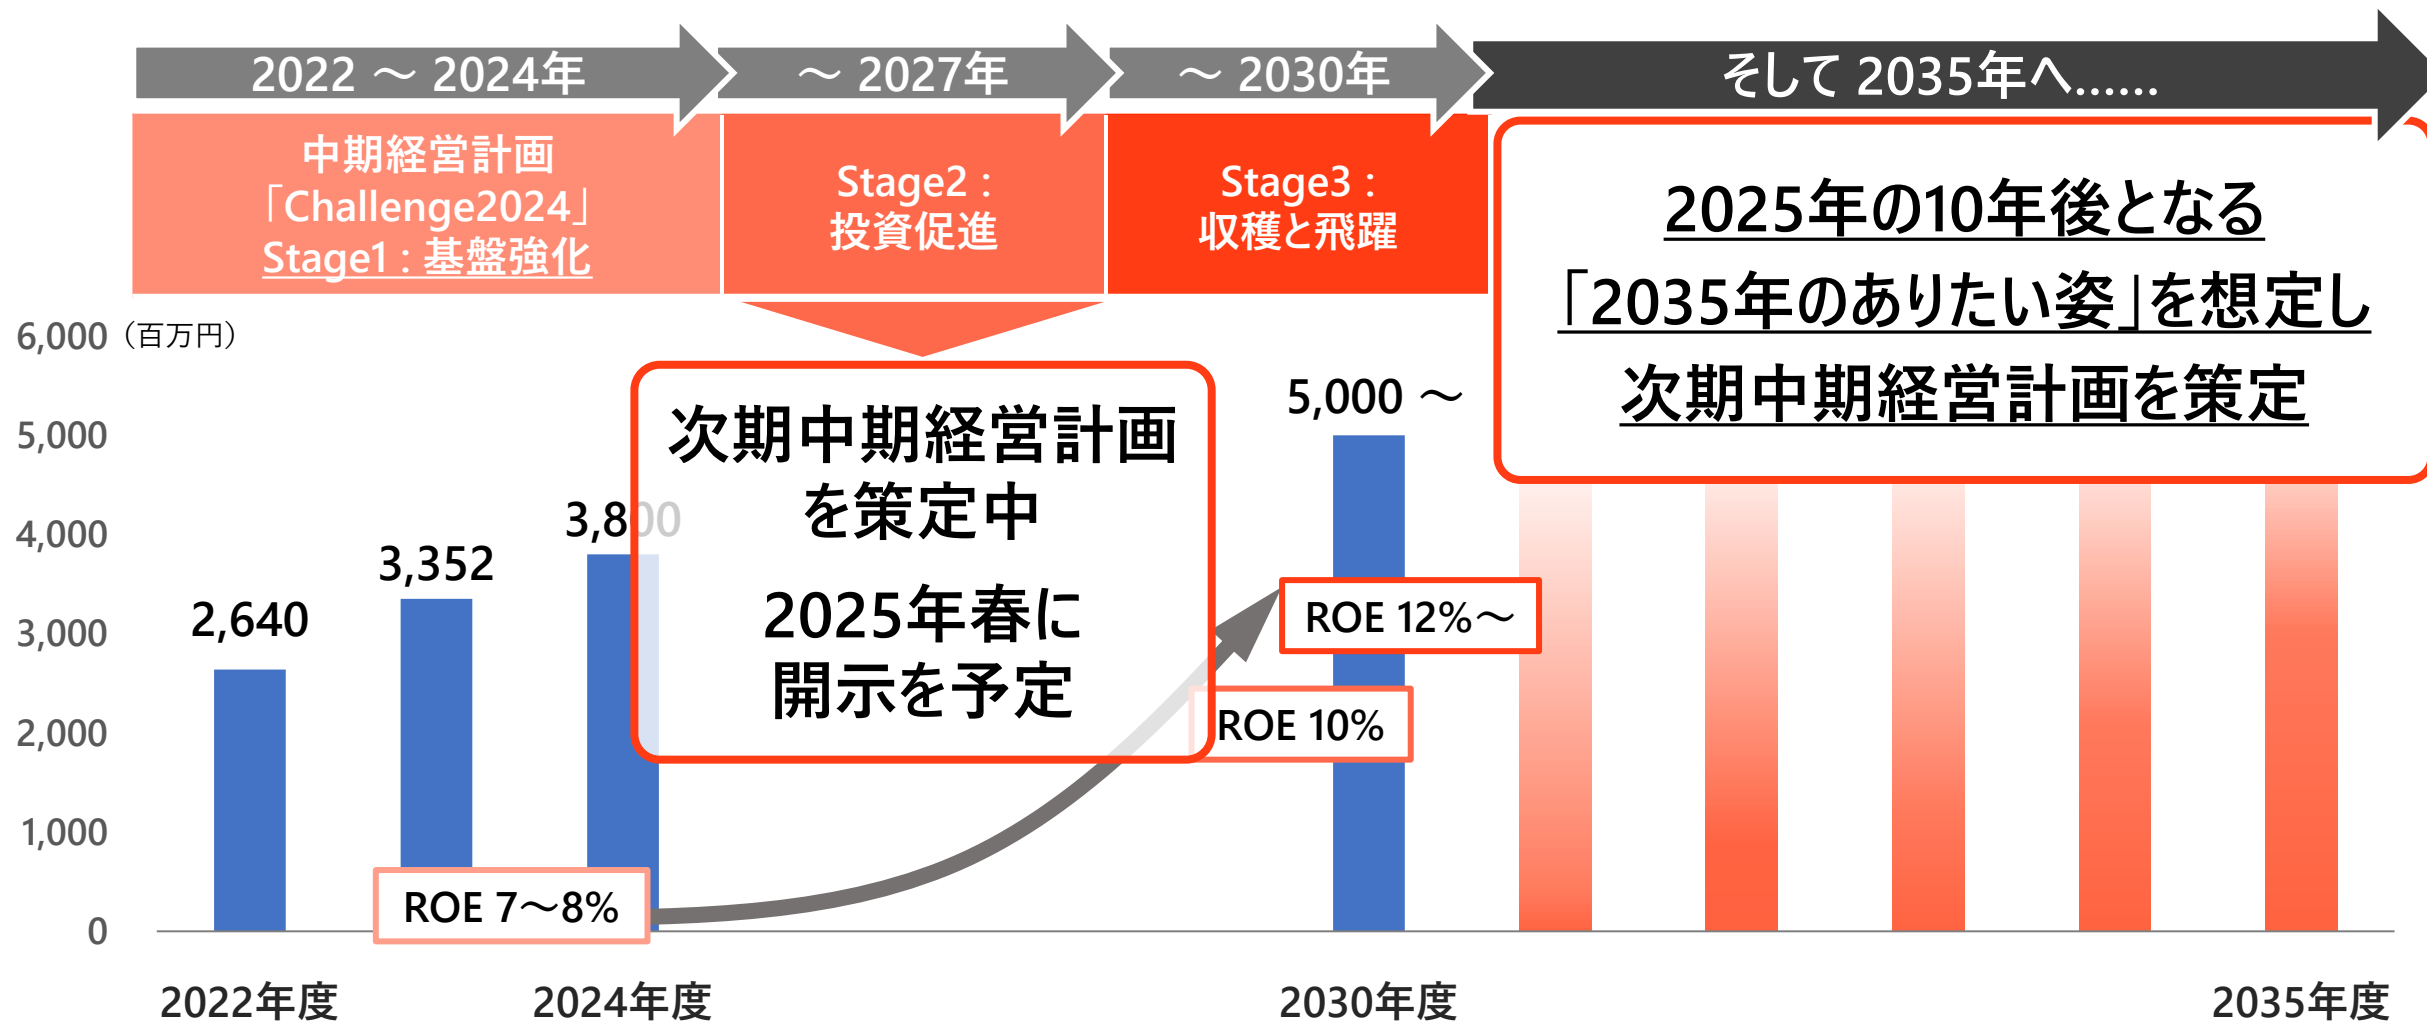 2022 ～ 2024年
～ 2027年
～ 2030年
そして 2035年へ……
中期経営計画
「Challenge2024」
Stage1：基盤強化
Stage2：
投資促進
Stage3：
収穫と飛躍
2025年の10年後となる
「2035年のありたい姿」を想定し
次期中期経営計画を策定
6,000
（百万円）
5,000
4,000
3,000
2,000
1,000
0
2,640
3,352
3,800
次期中期経営計画
を策定中
2025年春に
開示を予定
5,000 ～
ROE 12%～
ROE 10%
ROE 7～8%
2022年度
2024年度
2030年度
2035年度